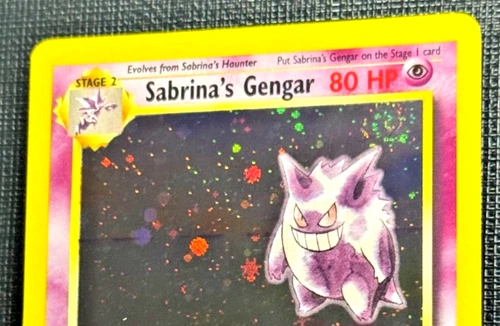 Evolves from Sabrina's Haunter Put Sabrina's Gengar on the Stage 1 card
STAGE 2
Sabrina's Gengar 80 HP